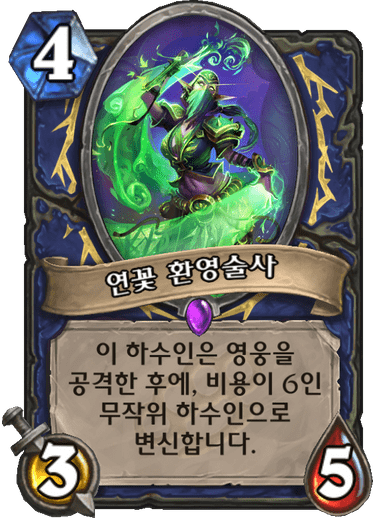 4
연꽃 환영술사
이 하수인은 영웅을
공격한 후에, 비용이 6인
무작위 하수인으로
변신합니다.
3
5